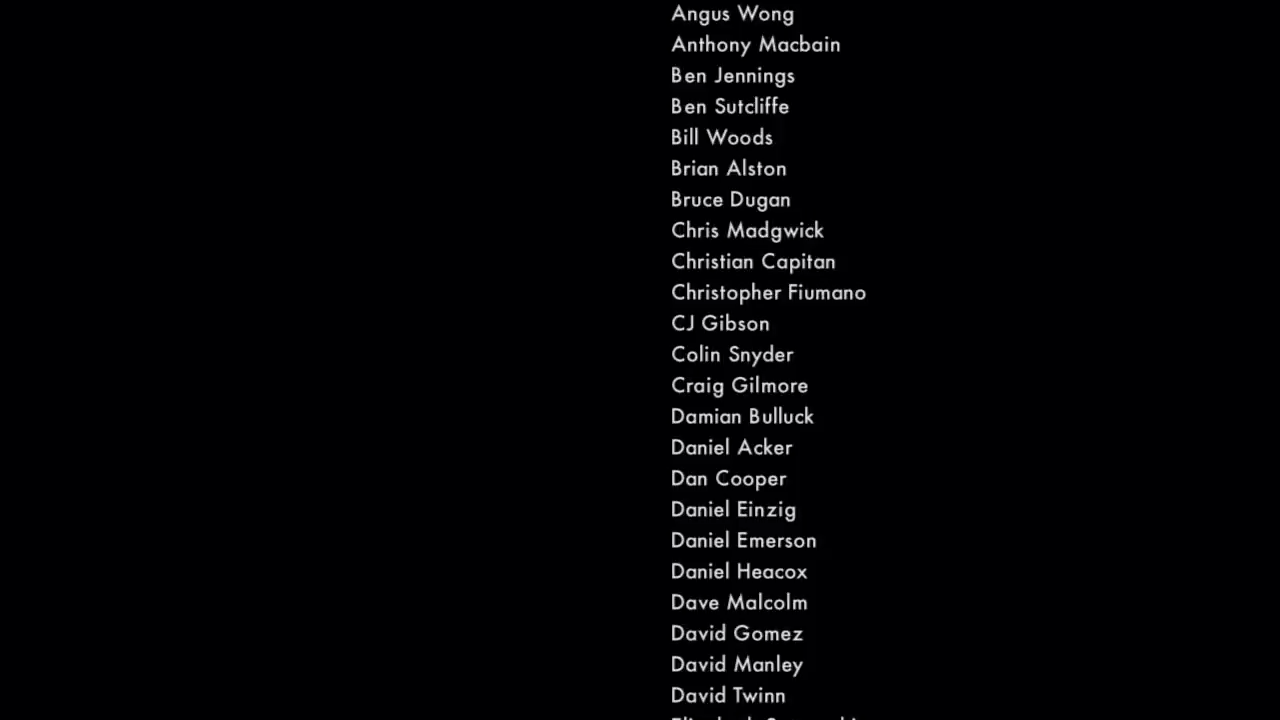 Angus Wong
Anthony Macbain
Ben Jennings
Ben Sutcliffe
Bill Woods
Brian Alston
Bruce Dugan
Chris Madgwick
Christian Capitan
Christopher Fiumano
CJ Gibson
Colin Snyder
Craig Gilmore
Damian Bulluck
Daniel Acker
Dan Cooper
Daniel Einzig
Daniel Emerson
Daniel Heacox
Dave Malcolm
David Gomez
David Manley
David Twinn